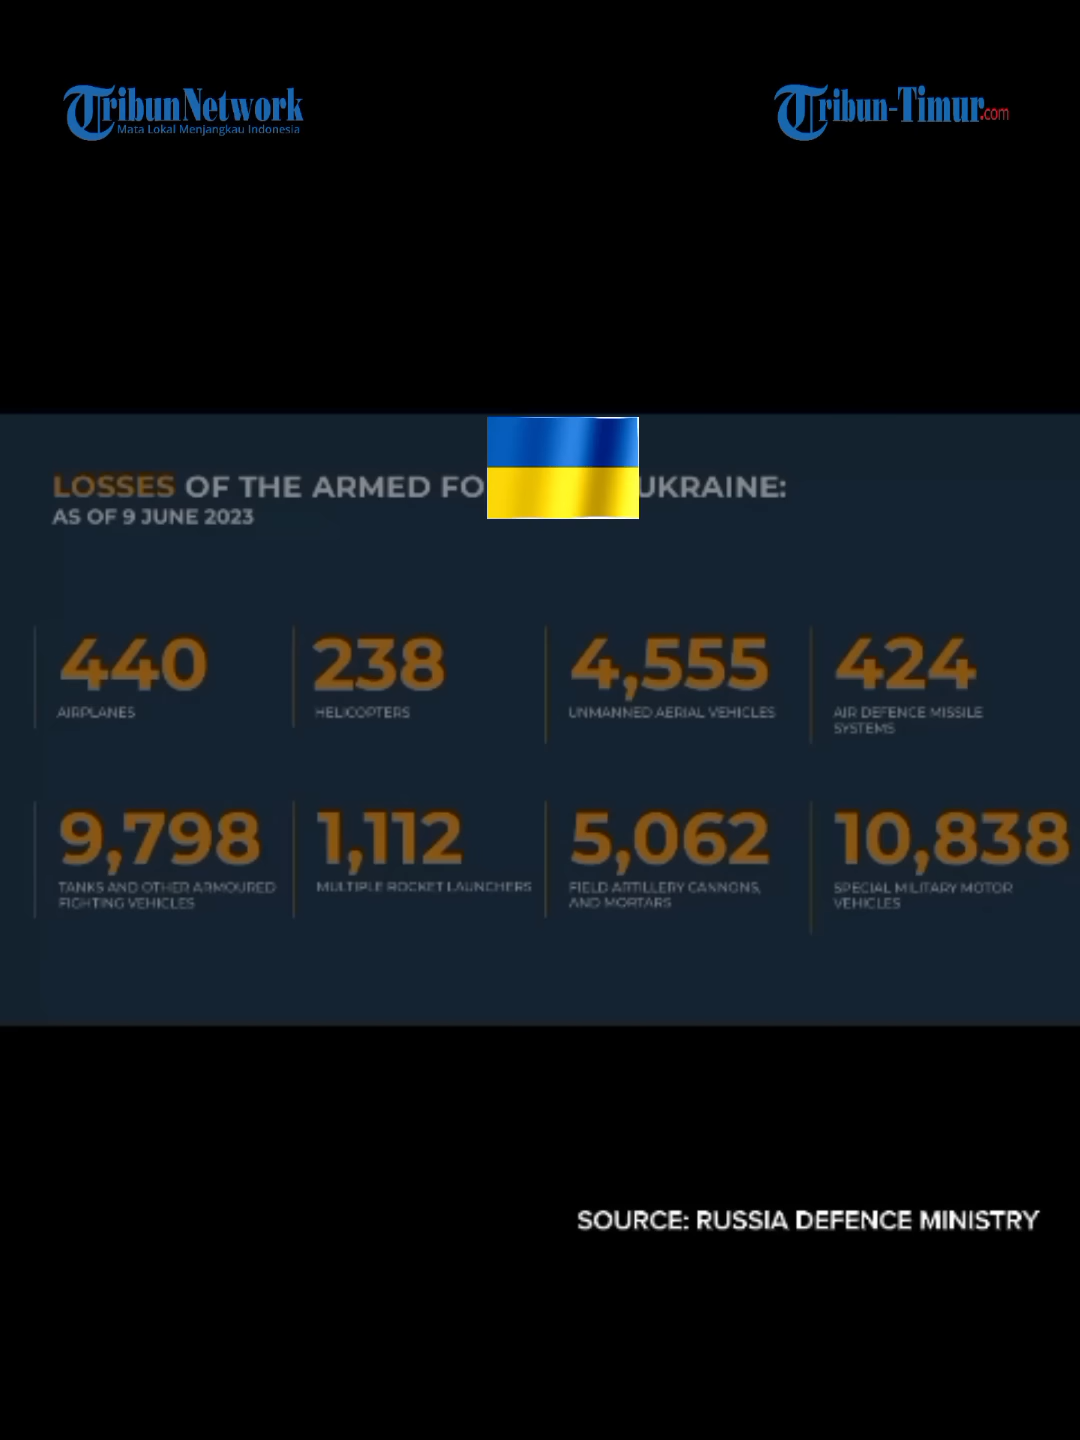 TribunNetwork
Mata Lokal Menjangkau Indonesia
Tribun-Timur.com
LOSSES OF THE ARMED FO UKRAINE:
AS OF 9 JUNE 2023
440
AIRPLANES
238
HELICOPTERS
4,555
UNMANNED AERIAL VEHICLES
424
AIR DEFENCE MISSILE
SYSTEMS
9,798
TANKS AND OTHER ARMOURED
FIGHTING VEHICLES
1,112
MULTIPLE ROCKET LAUNCHERS
5,062
FIELD ARTILLERY CANNONS,
AND MORTARS
10,838
SPECIAL MILITARY MOTOR
VEHICLES
SOURCE: RUSSIA DEFENCE MINISTRY